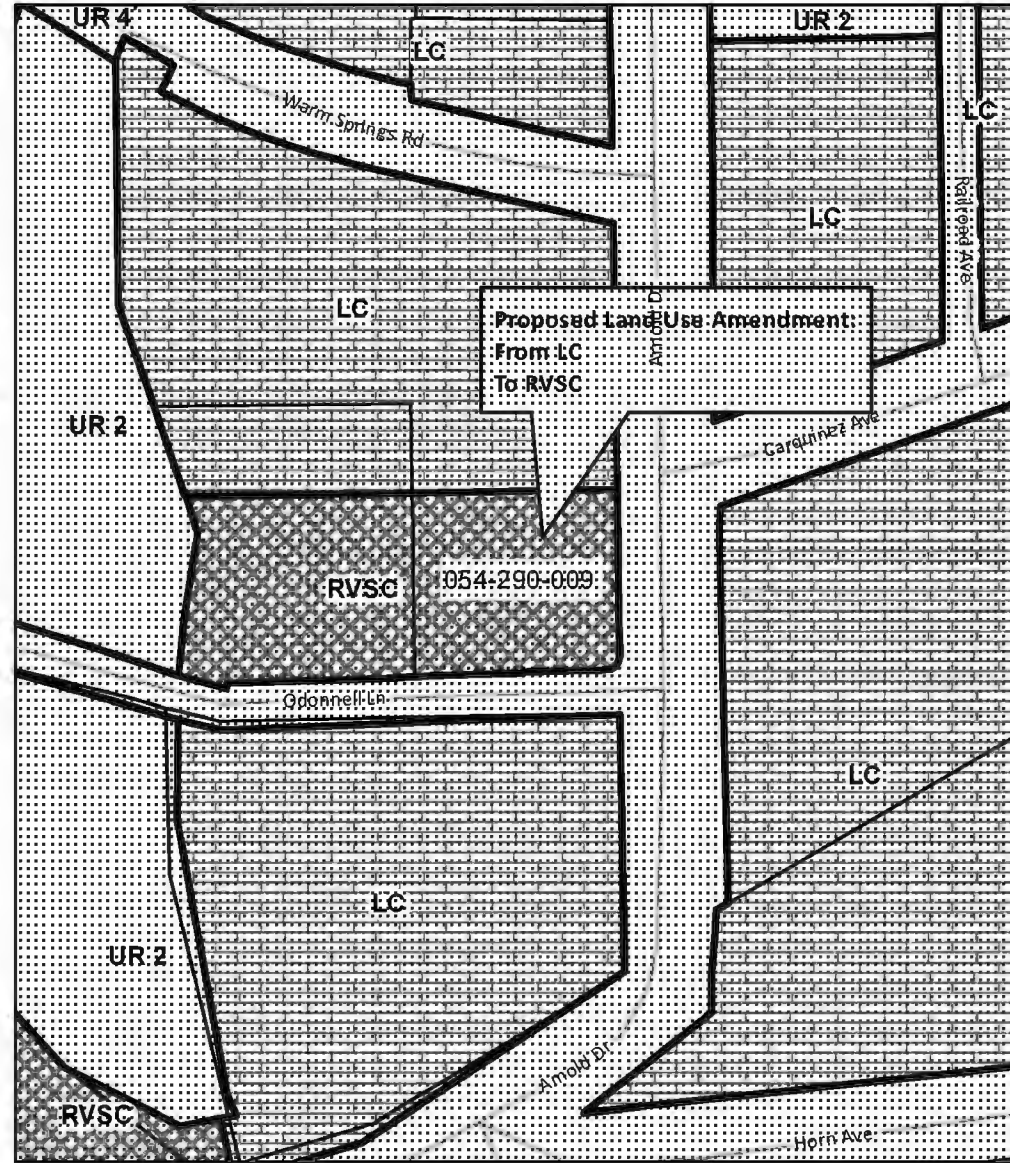 UR 4
UR 2
LC
LC
Warm Springs Rd
Railroad Ave
LC
LC
Arnold Dr
Proposed Land Use Amendment:
From LC
To RVSC
UR 2
Carquinez Ave
RVSC
054-290-009
Odonnell Ln
LC
LC
UR 2
Arnold Dr
RVSC
Horn Ave